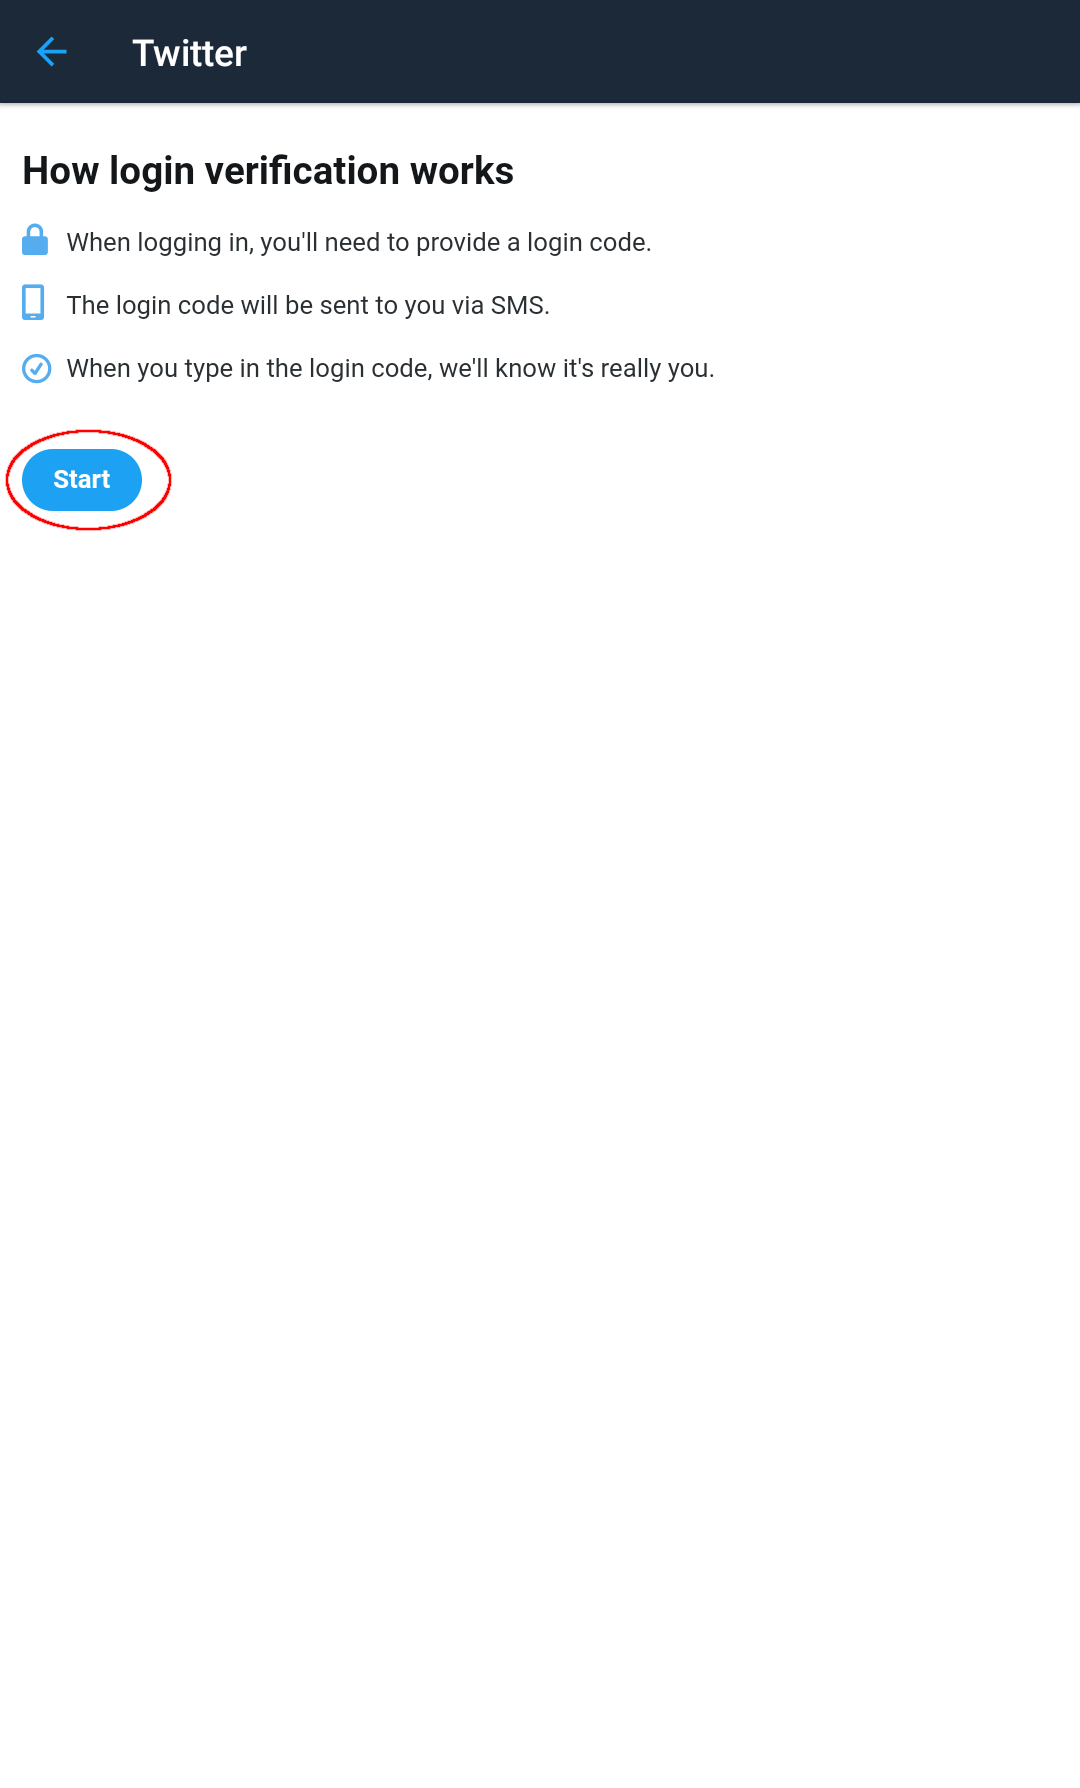 Twitter
How login verification works
When logging in, you'll need to provide a login code.
The login code will be sent to you via SMS.
When you type in the login code, we'll know it's really you.
Start